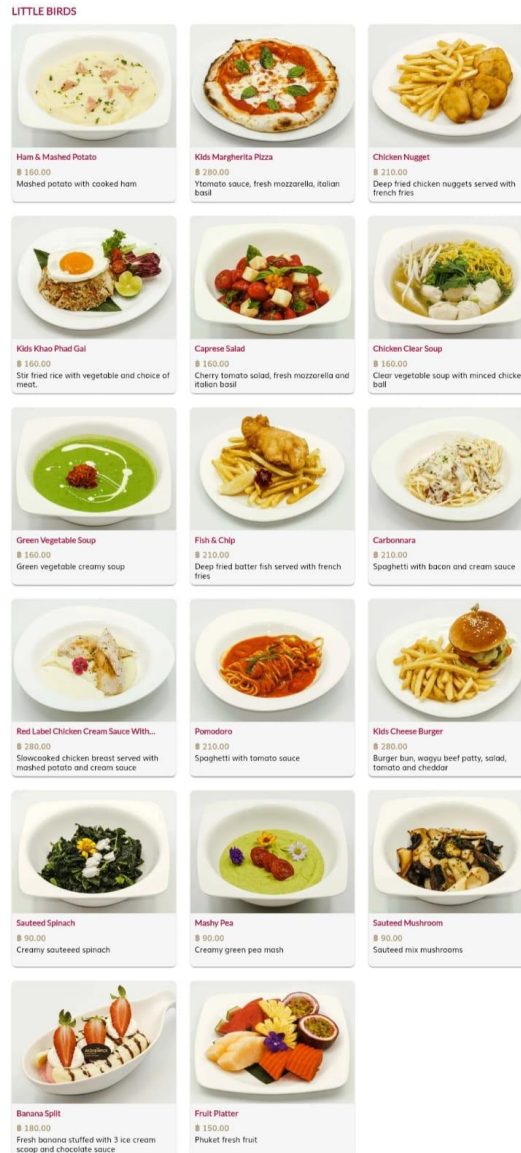 LITTLE BIRDS
Ham & Mashed Potato
฿ 160.00
Mashed potato with cooked ham
Kids Margherita Pizza
฿ 280.00
Ytomato sauce, fresh mozzarella, italian
basil
Chicken Nugget
฿ 210.00
Deep fried chicken nuggets served with
french fries
Kids Khao Phad Gai
฿ 160.00
Stir fried rice with vegetable and choice of
meat.
Caprese Salad
฿ 160.00
Cherry tomato salad, fresh mozzarella and
italian basil
Chicken Clear Soup
฿ 160.00
Clear vegetable soup with minced chicke
ball
Green Vegetable Soup
฿ 160.00
Green vegetable creamy soup
Fish & Chip
฿ 210.00
Deep fried batter fish served with french
fries
Carbonnara
฿ 210.00
Spaghetti with bacon and cream sauce
Red Label Chicken Cream Sauce With...
฿ 280.00
Slowcooked chicken breast served with
mashed potato and cream sauce
Pomodoro
฿ 210.00
Spaghetti with tomato sauce
Kids Cheese Burger
฿ 280.00
Burger bun, wagyu beef patty, salad,
tomato and cheddar
Sauteed Spinach
฿ 90.00
Creamy sauteeed spinach
Mashy Pea
฿ 90.00
Creamy green pea mash
Sauteed Mushroom
฿ 90.00
Sauteed mix mushrooms
Banana Split
฿ 180.00
Fresh banana stuffed with 3 ice cream
scoop and chocolate sauce
Fruit Platter
฿ 150.00
Phuket fresh fruit